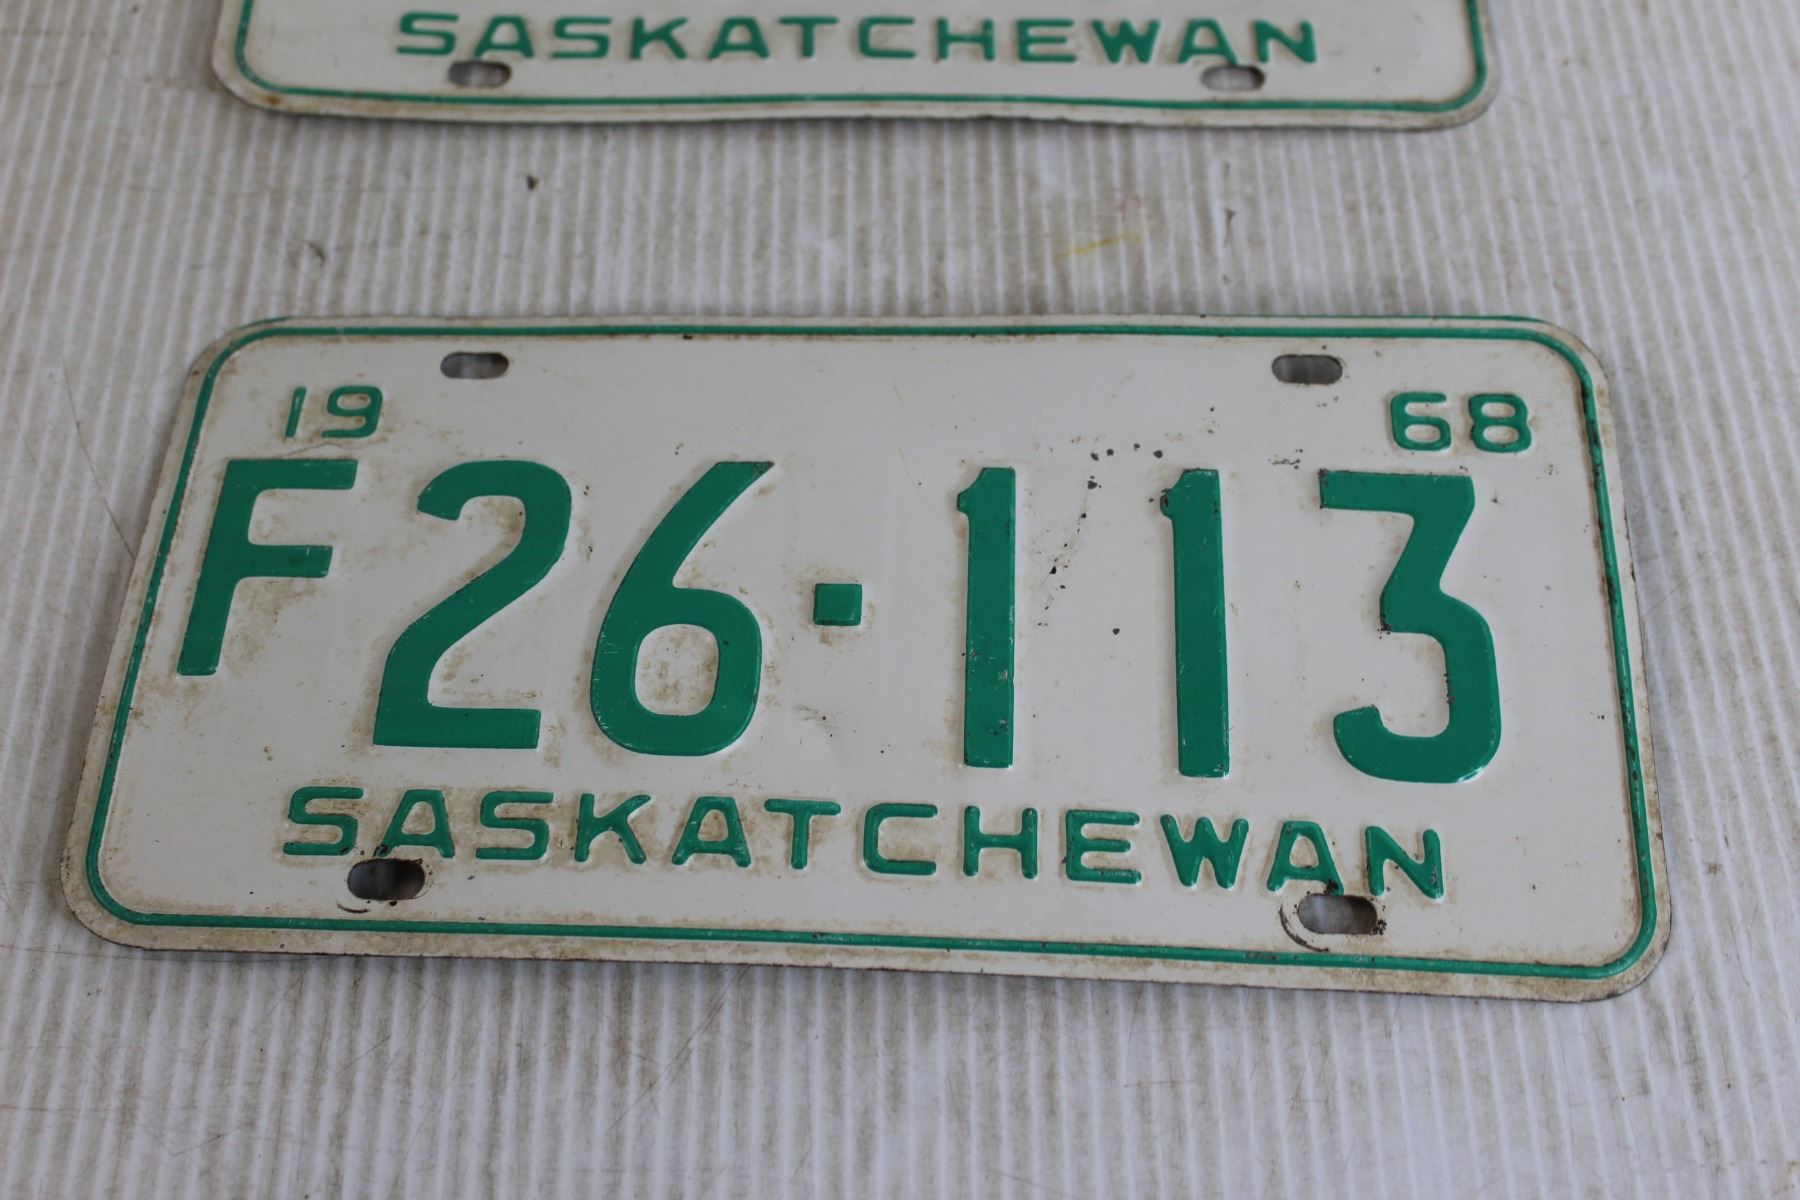 SASKATCHEWAN
19 68
F26·113
SASKATCHEWAN